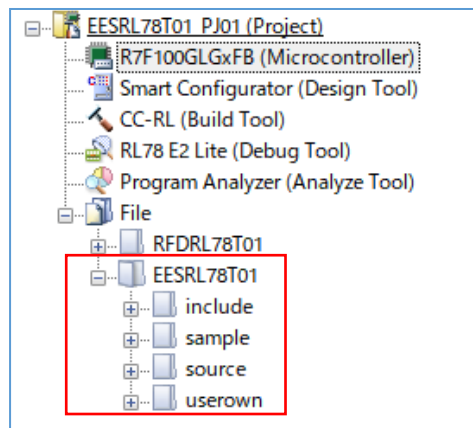 EESRL78T01_PJ01 (Project)
R7F100GLGxFB (Microcontroller)
Smart Configurator (Design Tool)
CC-RL (Build Tool)
RL78 E2 Lite (Debug Tool)
Program Analyzer (Analyze Tool)
File
RFDRL78T01
EESRL78T01
include
sample
source
userown